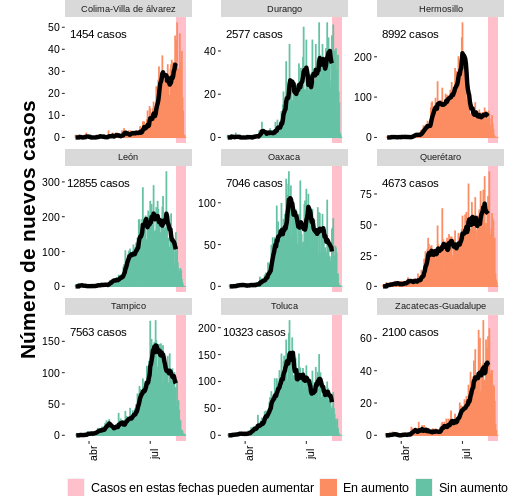 Número de nuevos casos
Colima-Villa de álvarez
1454 casos
50
40
30
20
10
0
Durango
2577 casos
40
20
0
Hermosillo
8992 casos
200
100
0
León
12855 casos
300
200
100
0
Oaxaca
7046 casos
100
50
0
Querétaro
4673 casos
75
50
25
0
Tampico
7563 casos
150
100
50
0
abr
jul
Toluca
10323 casos
200
150
100
50
0
abr
jul
Zacatecas-Guadalupe
2100 casos
60
40
20
0
abr
jul
Casos en estas fechas pueden aumentar
En aumento
Sin aumento